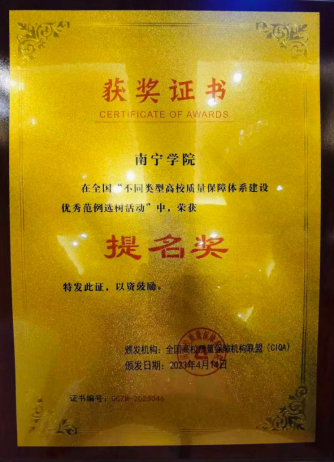 获奖证书
CERTIFICATE OF AWARDS
南宁学院
在全国“不同类型高校质量保障体系建设
优秀范例选树活动”中，荣获
提名奖
特发此证，以资鼓励。
颁发机构：全国高校质量保障机构联盟（CIQA）
颁发日期：2023年4月14日
证书编号：